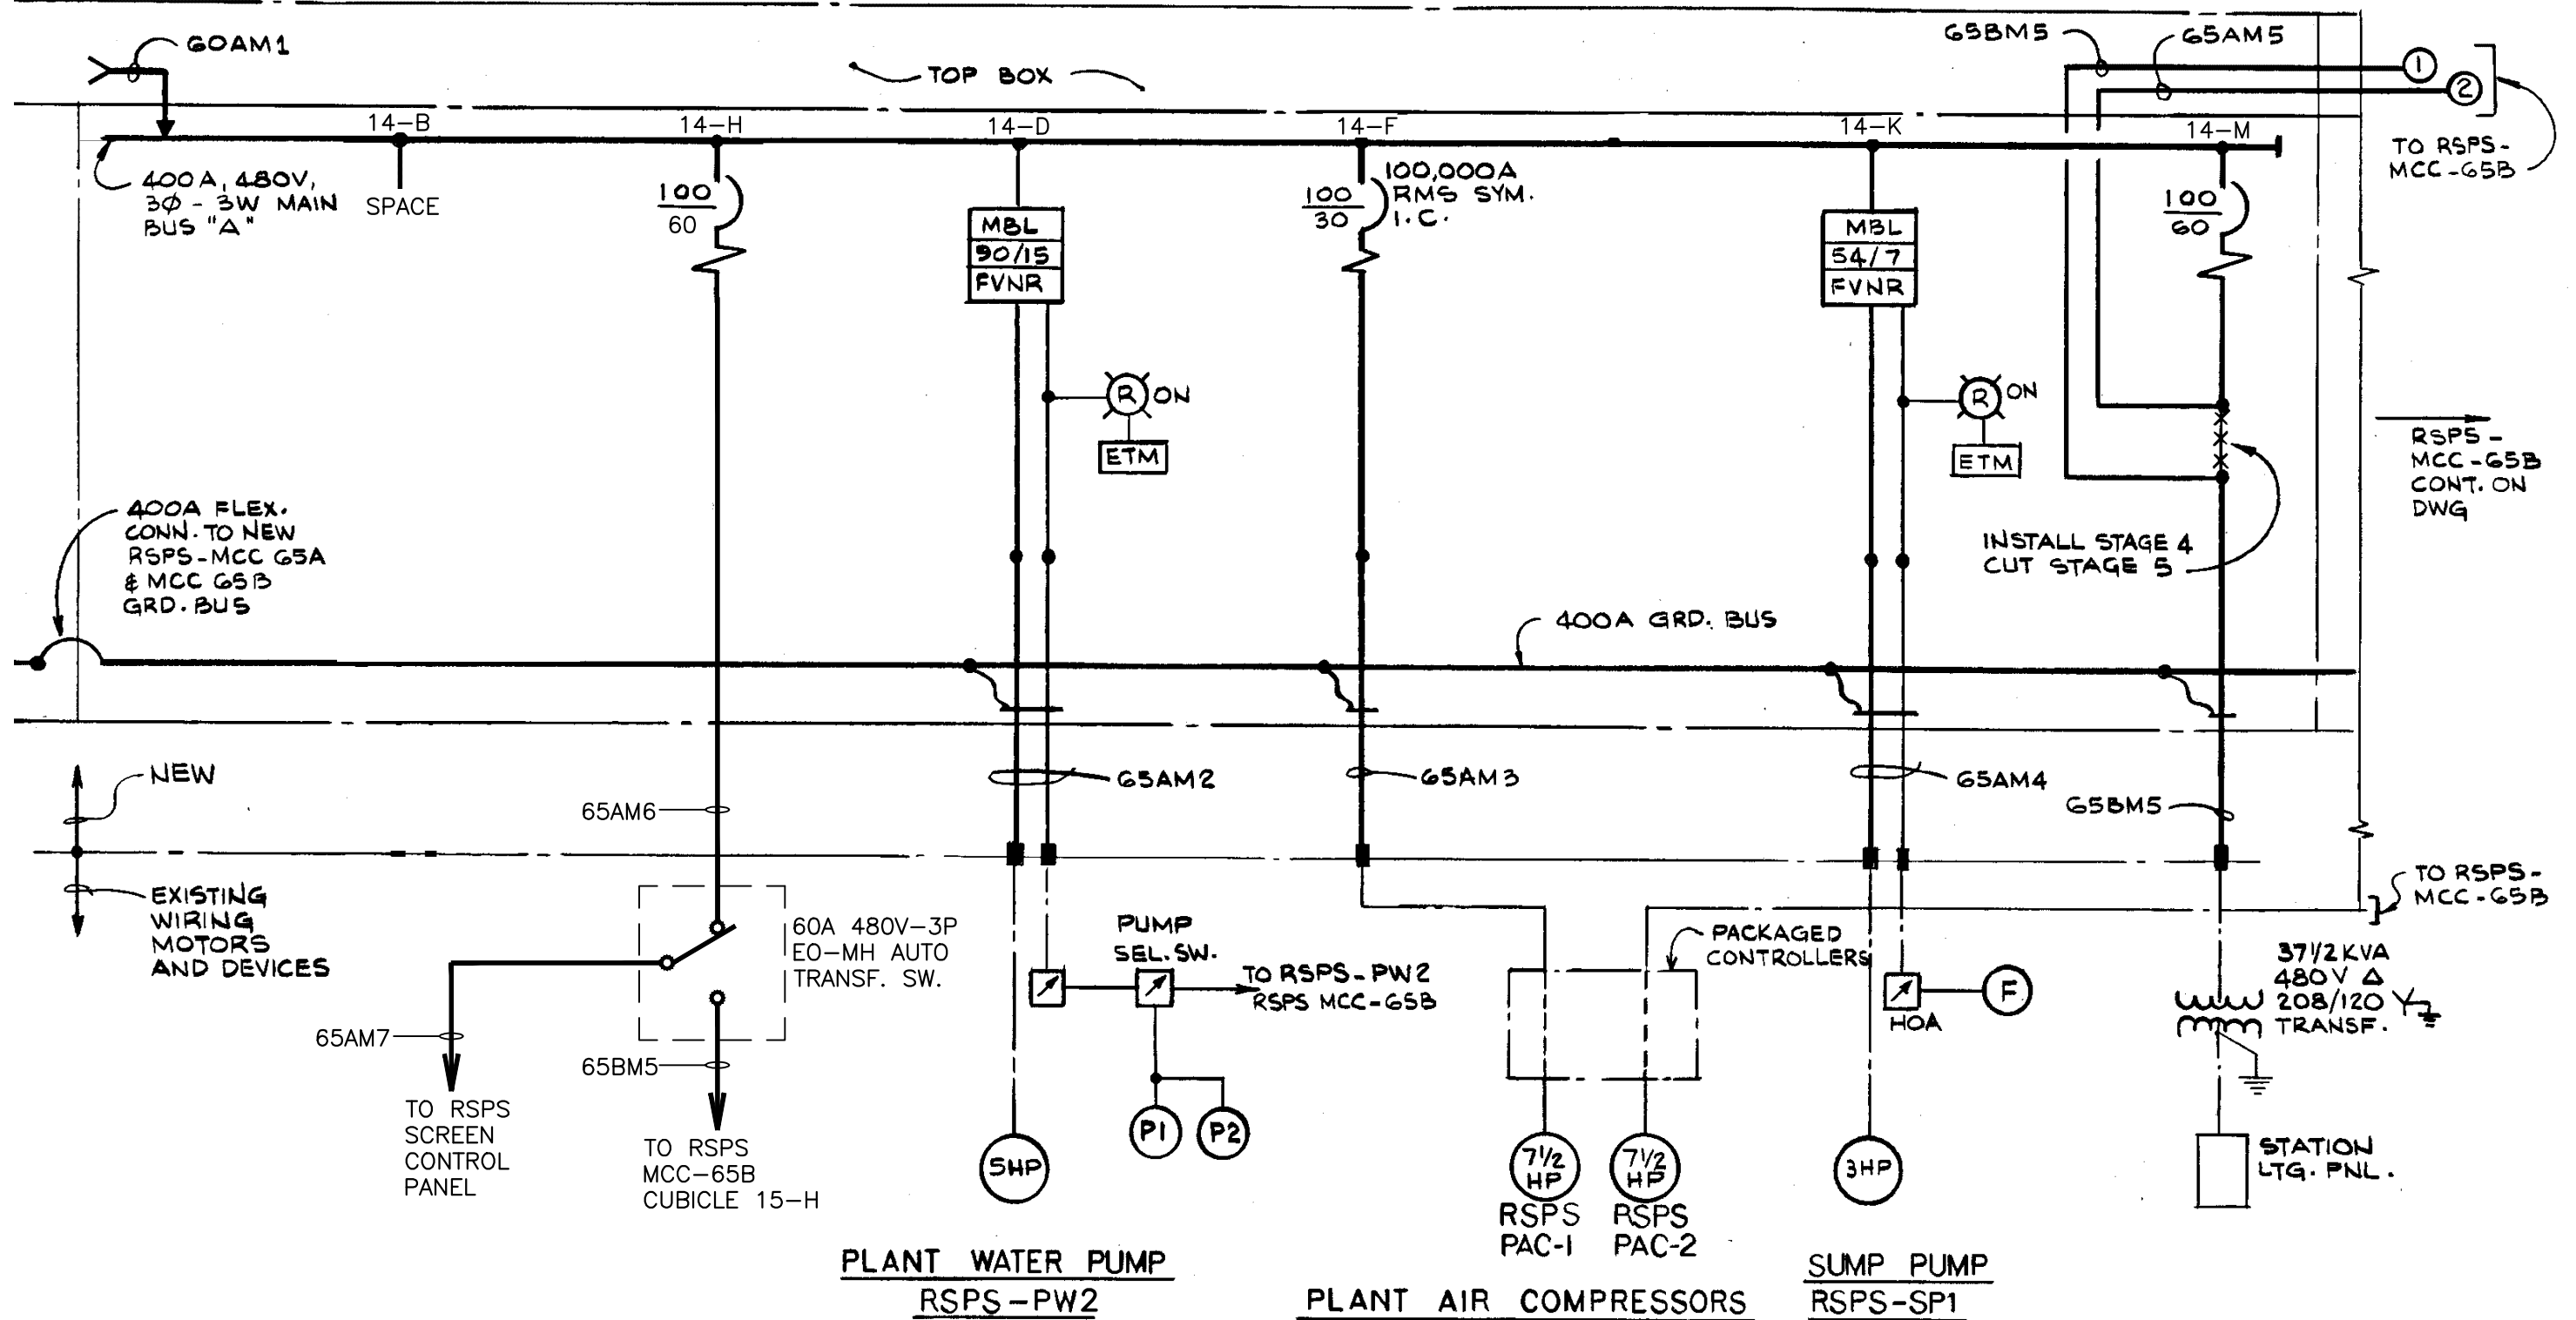 60AM1
TOP BOX
65BM5
65AM5
1
2
TO RSPS-
MCC-65B
14-B
14-H
14-D
14-F
14-K
14-M
400A, 480V,
3Ø - 3W MAIN
BUS "A"
SPACE
100
60
MBL
90/15
FVNR
100
30
100,000A
RMS SYM.
I.C.
MBL
54/7
FVNR
100
60
R ON
ETM
R ON
ETM
RSPS-
MCC-65B
CONT. ON
DWG
400A FLEX.
CONN. TO NEW
RSPS-MCC 65A
& MCC 65B
GRD. BUS
INSTALL STAGE 4
CUT STAGE 5
400A GRD. BUS
NEW
65AM6
65AM2
65AM3
65AM4
65BM5
EXISTING
WIRING
MOTORS
AND DEVICES
60A 480V-3P
EO-MH AUTO
TRANSF. SW.
PUMP
SEL. SW.
TO RSPS-PW2
RSPS MCC-65B
PACKAGED
CONTROLLERS
HOA
F
TO RSPS-
MCC-65B
37 1/2 KVA
480V Δ
208/120 Y
TRANSF.
65AM7
65BM5
TO RSPS
SCREEN
CONTROL
PANEL
TO RSPS
MCC-65B
CUBICLE 15-H
5HP
P1
P2
7 1/2
HP
7 1/2
HP
3HP
STATION
LTG. PNL.
RSPS
PAC-1
RSPS
PAC-2
PLANT WATER PUMP
RSPS-PW2
PLANT AIR COMPRESSORS
SUMP PUMP
RSPS-SP1